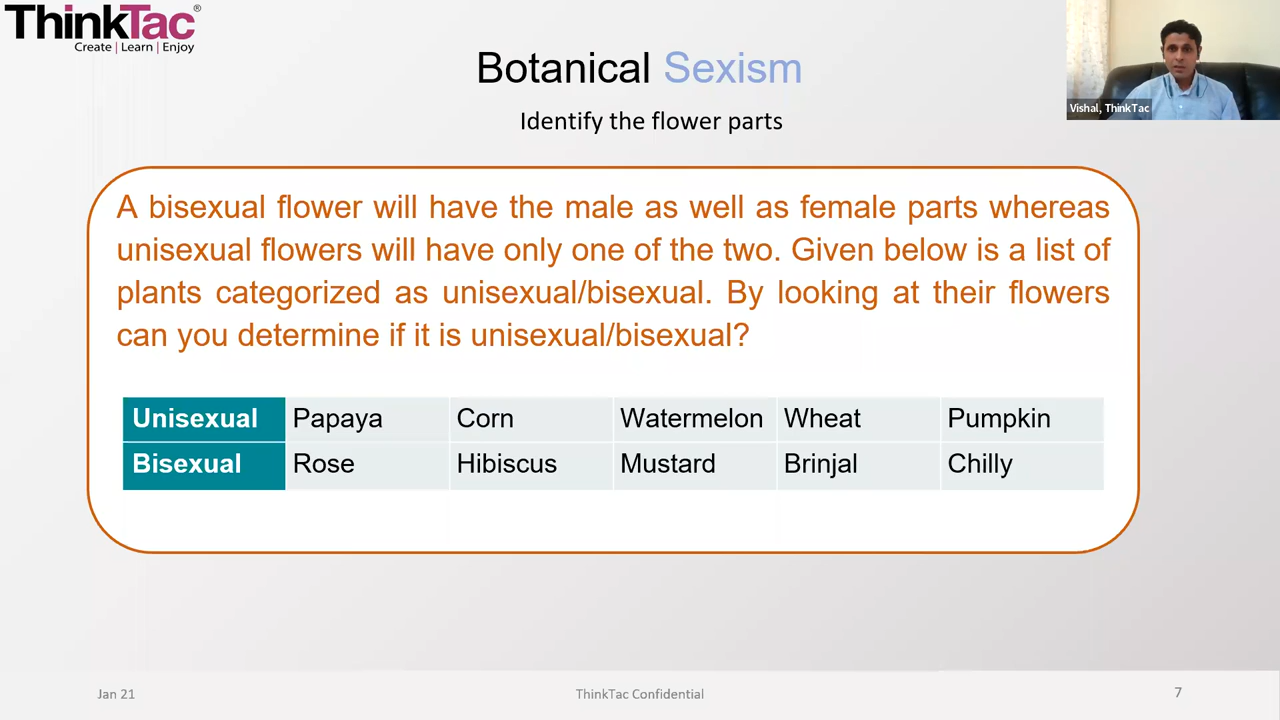 ThinkTac®
Create | Learn | Enjoy
Botanical Sexism
Identify the flower parts
Vishal, ThinkTac
A bisexual flower will have the male as well as female parts whereas
unisexual flowers will have only one of the two. Given below is a list of
plants categorized as unisexual/bisexual. By looking at their flowers
can you determine if it is unisexual/bisexual?
Unisexual Papaya Corn Watermelon Wheat Pumpkin
Bisexual Rose Hibiscus Mustard Brinjal Chilly
Jan 21 ThinkTac Confidential 7